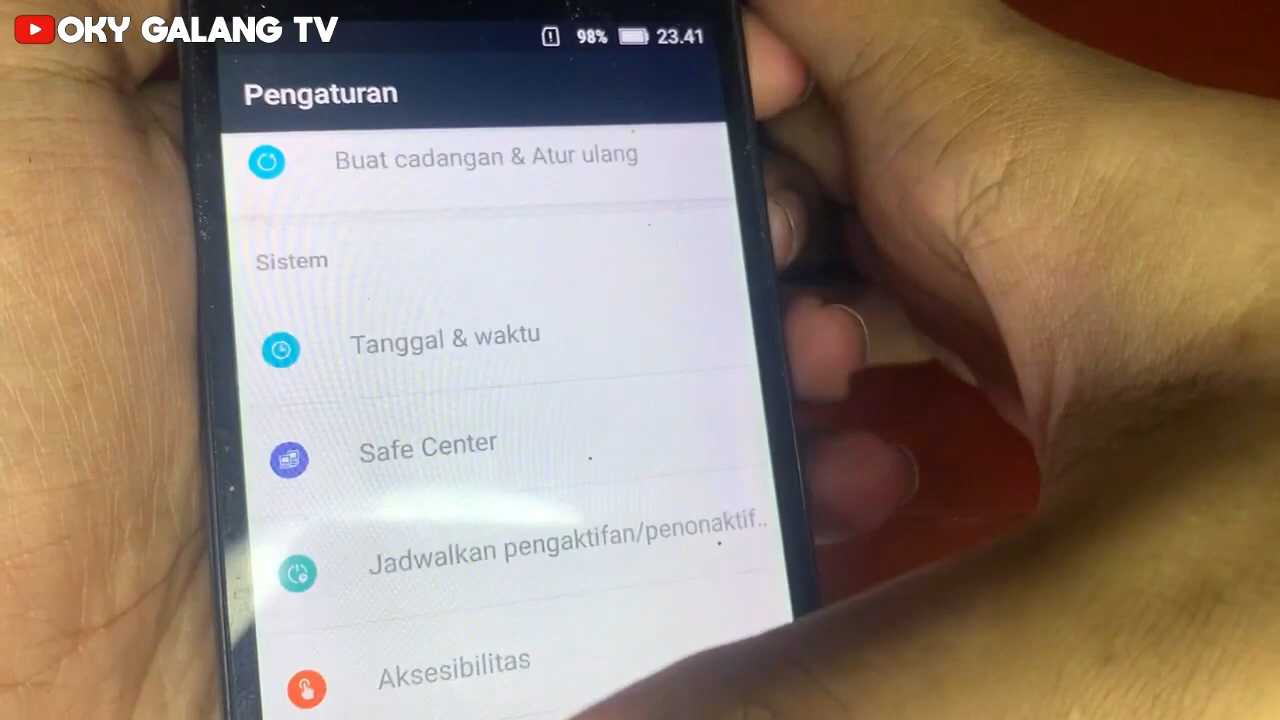 OKY GALANG TV
98% 23.41
Pengaturan
Buat cadangan & Atur ulang
Sistem
Tanggal & waktu
Safe Center
Jadwalkan pengaktifan/penonaktif..
Aksesibilitas